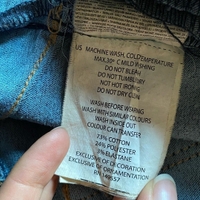 US MACHINE WASH, COLD TEMPERATURE
MAX.30° C MILD WASHING
DO NOT BLEACH
DO NOT TUMBLE DRY
NOT HOT IRONING
DO NOT DRY CLEAN
WASH BEFORE WEARING
WASH WITH SIMILAR COLOURS
WASH INSIDE OUT
COLOUR CAN TRANSFER
73% COTTON
24% POLYESTER
3% ELASTANE
EXCLUSIVE OF DECORATION
EXCLUSIVE OF ORNAMENTATION
RN